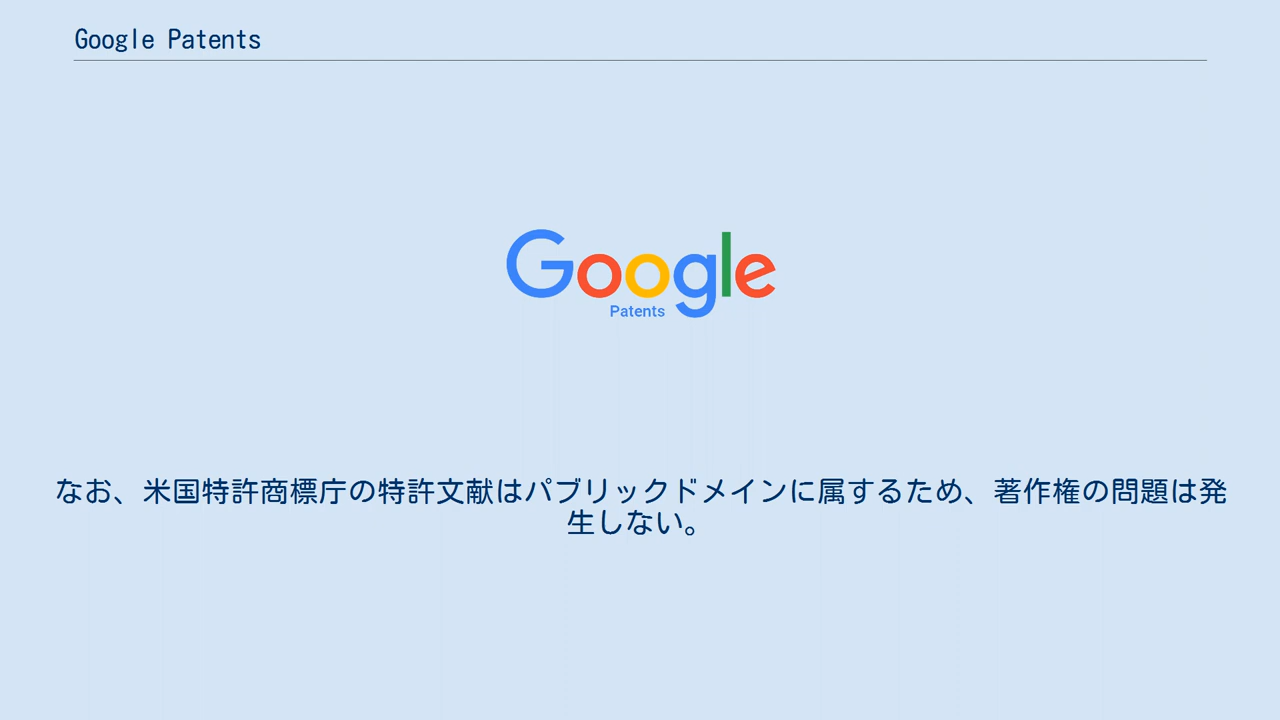 Google Patents
Google
Patents
なお、米国特許商標庁の特許文献はパブリックドメインに属するため、著作権の問題は発
生しない。